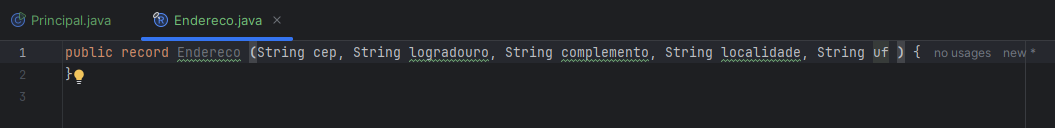 Principal.java Endereco.java
1 public record Endereco (String cep, String logradouro, String complemento, String localidade, String uf ) { no usages new *
2 }
3